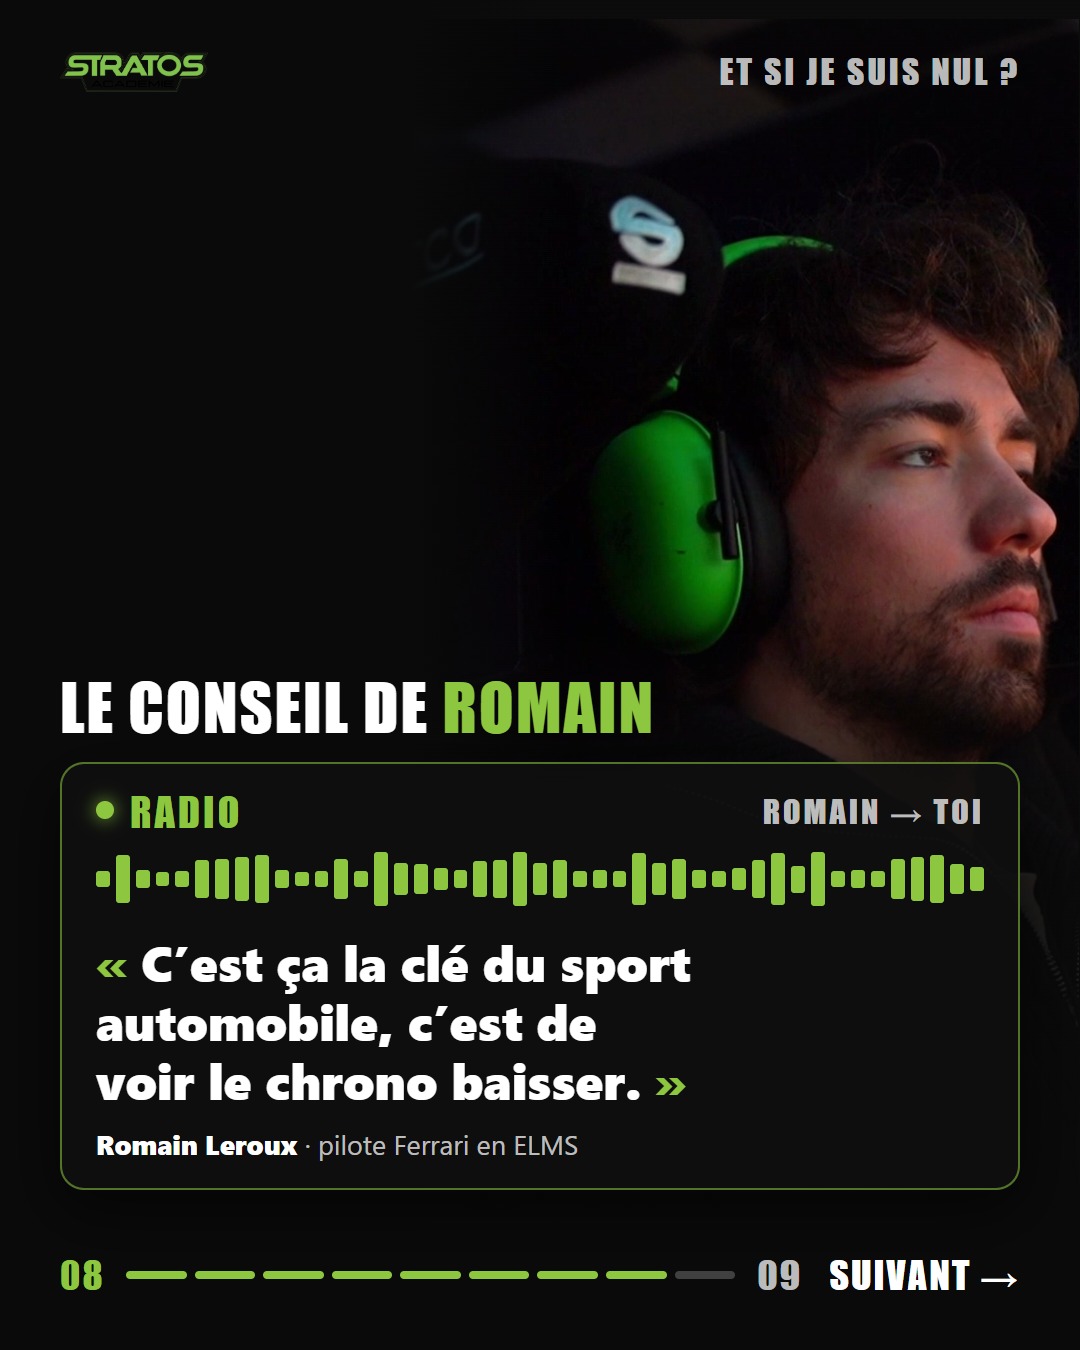 STRATOS
ACADEMIE
ET SI JE SUIS NUL ?
LE CONSEIL DE ROMAIN
RADIO
ROMAIN → TOI
« C’est ça la clé du sport
automobile, c’est de
voir le chrono baisser. »
Romain Leroux · pilote Ferrari en ELMS
08
09
SUIVANT →